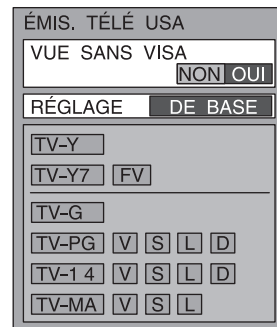 ÉMIS. TÉLÉ USA
VUE SANS VISA
NON OUI
RÉGLAGE DE BASE
TV-Y
TV-Y7 FV
TV-G
TV-PG V S L D
TV-1 4 V S L D
TV-MA V S L